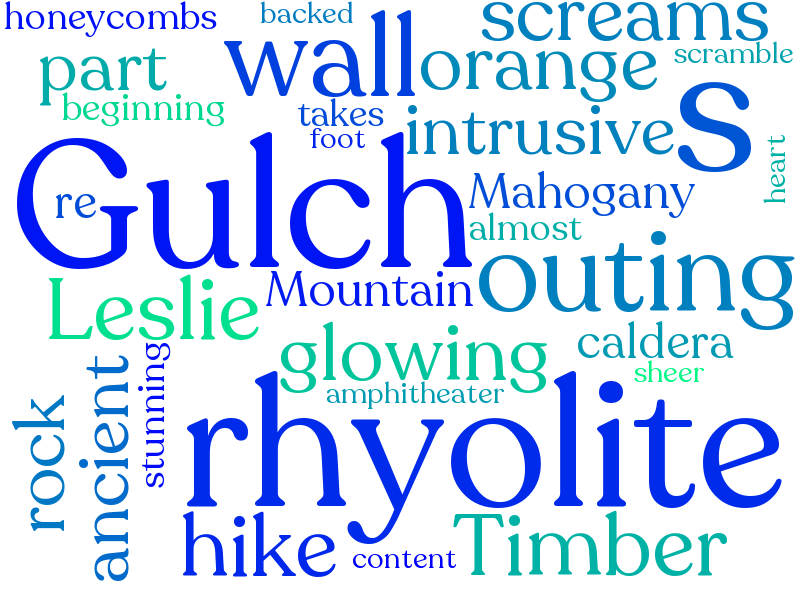 honeycombs
backed
screams
part
wall
orange
scramble
beginning
takes
foot
intrusive
s
heart
Gulch
re
Mahogany
almost
Mountain
outing
Leslie
glowing
caldera
sheer
stunning
amphitheater
ancient
rock
rhyolite
hike
content
Timber